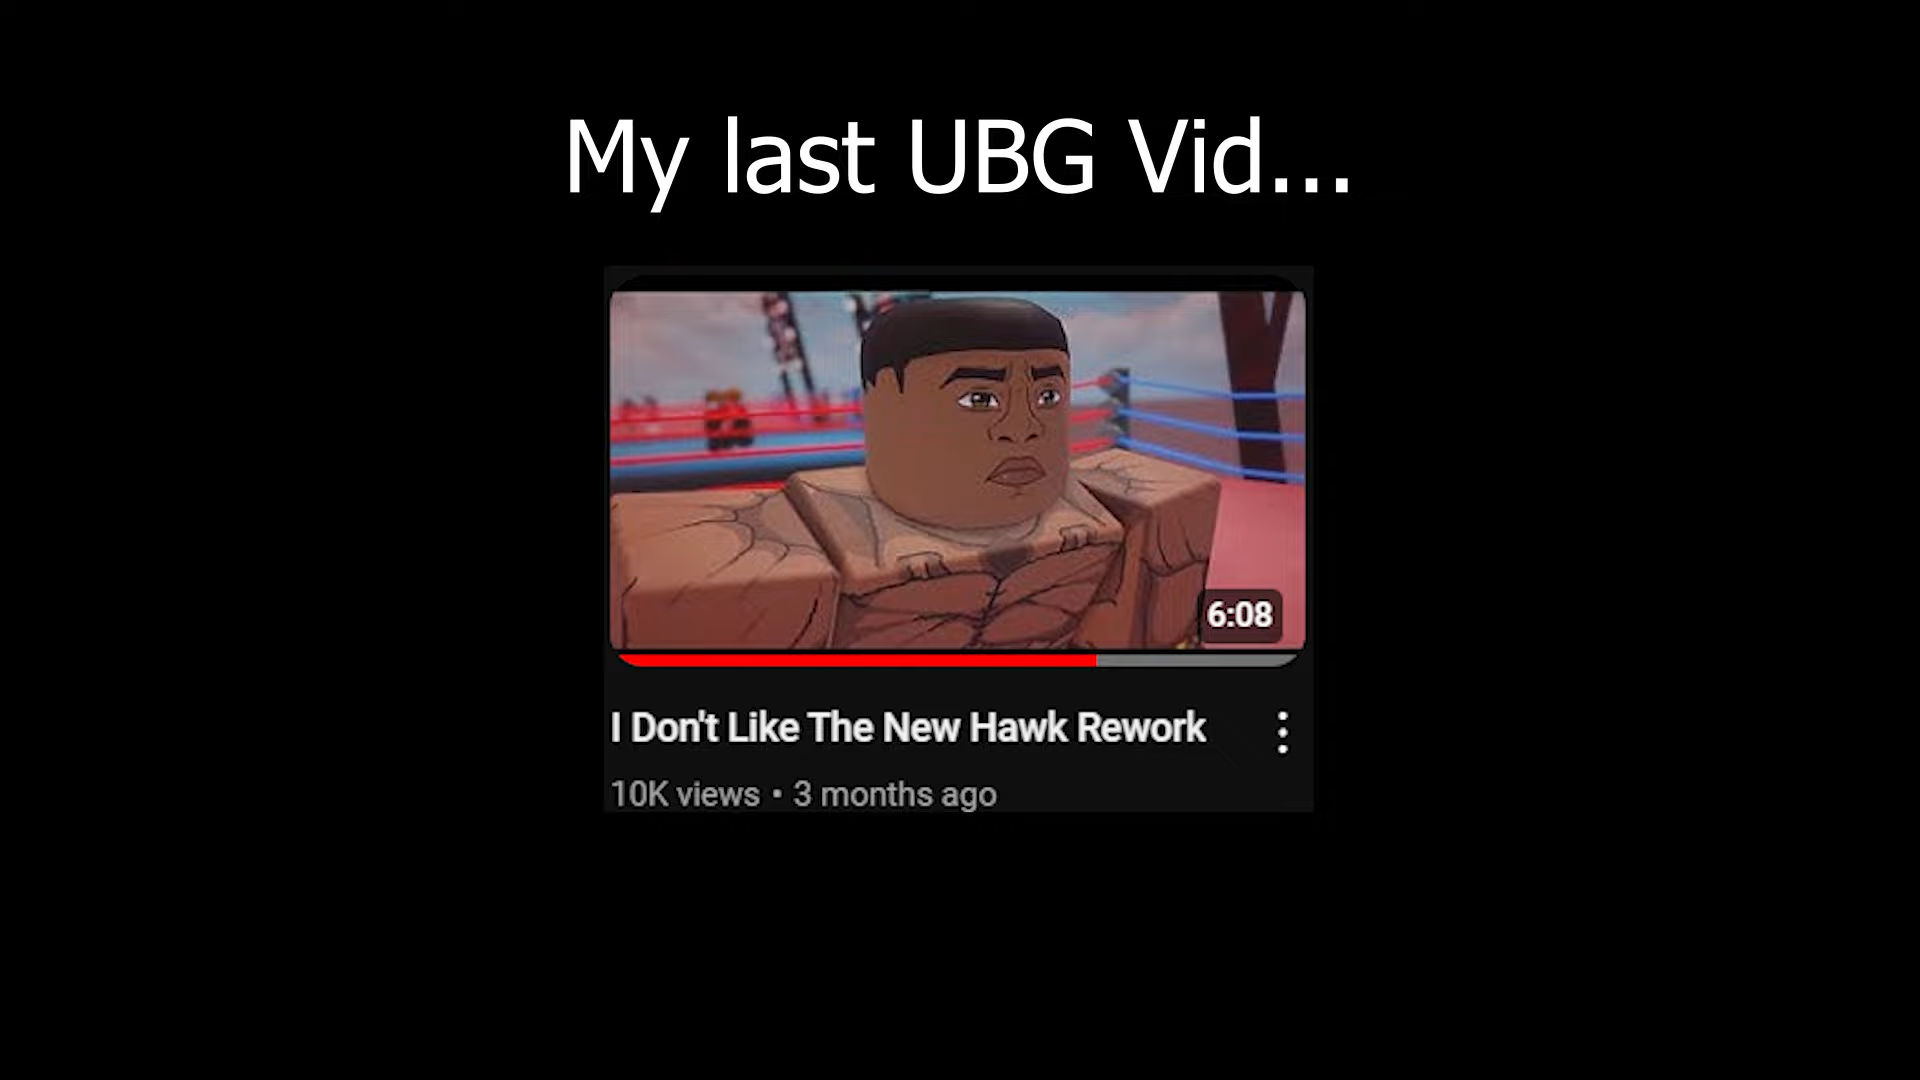 My last UBG Vid...
6:08
I Don't Like The New Hawk Rework
10K views • 3 months ago